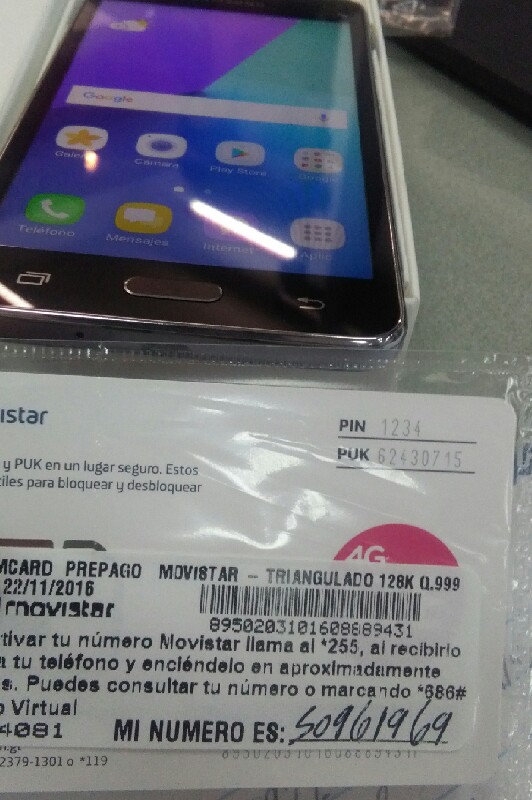 SAMSUNG
Google
Galería
Cámara
Play Store
Google
Teléfono
Mensajes
Internet
Aplic.
istar
PIN 1234
PUK 62430715
y PUK en un lugar seguro. Estos
tiles para bloquear y desbloquear
4G
MCARD PREPAGO MOVISTAR - TRIANGULADO 128K Q.999
22/11/2016
movistar
8950203101608889431
tivar tu número Movistar llama al *255, al recibirlo
a tu teléfono y enciéndelo en aproximadamente
s. Puedes consultar tu número o marcando *686#
o Virtual
4081
MI NUMERO ES: 50961969
2379-1301 o *119